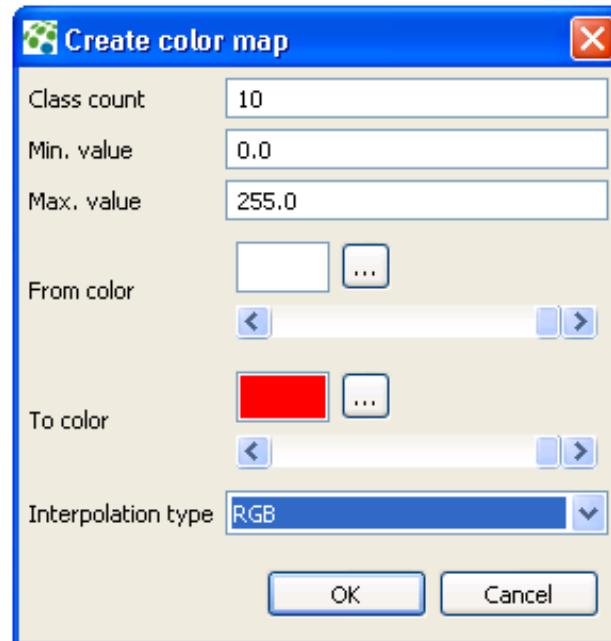 Create color map
Class count 10
Min. value 0.0
Max. value 255.0
From color ...
To color ...
Interpolation type RGB
OK Cancel